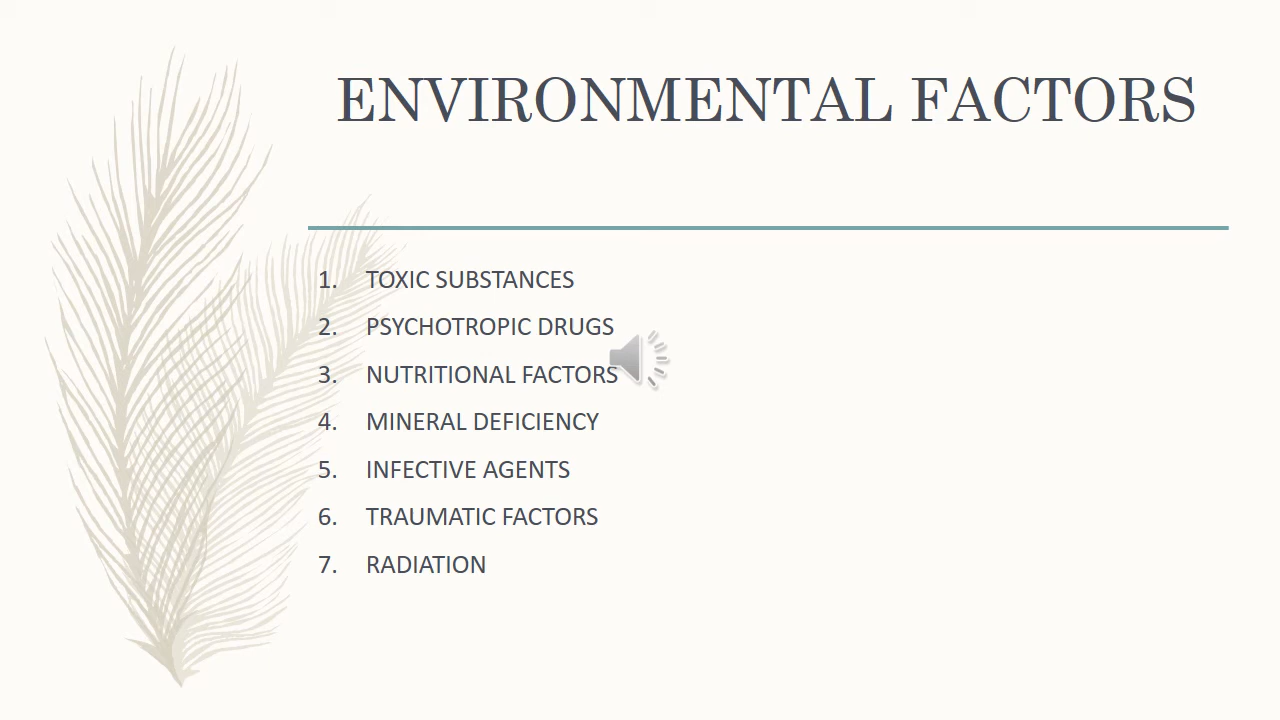 ENVIRONMENTAL FACTORS
1. TOXIC SUBSTANCES
2. PSYCHOTROPIC DRUGS
3. NUTRITIONAL FACTORS
4. MINERAL DEFICIENCY
5. INFECTIVE AGENTS
6. TRAUMATIC FACTORS
7. RADIATION